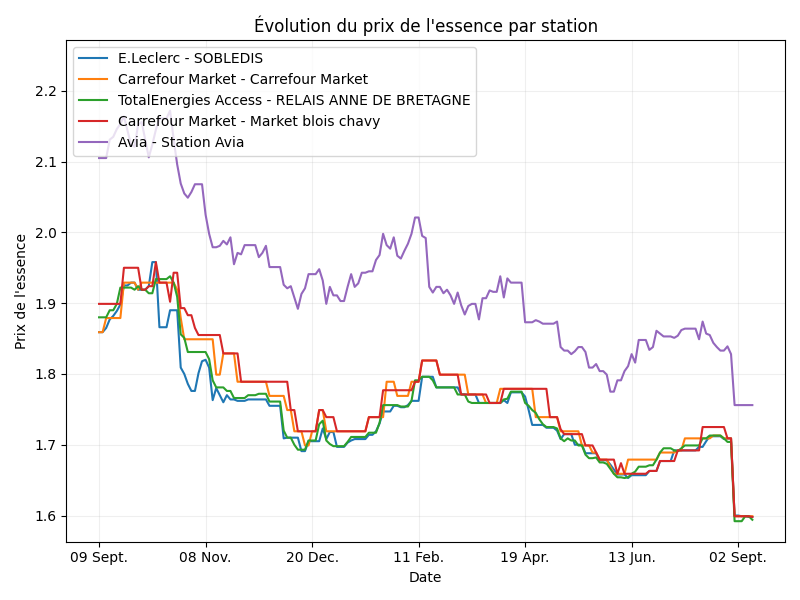 Évolution du prix de l'essence par station
E.Leclerc - SOBLEDIS
Carrefour Market - Carrefour Market
TotalEnergies Access - RELAIS ANNE DE BRETAGNE
Carrefour Market - Market blois chavy
Avia - Station Avia
Prix de l'essence
2.2
2.1
2.0
1.9
1.8
1.7
1.6
09 Sept.
08 Nov.
20 Dec.
11 Feb.
19 Apr.
13 Jun.
02 Sept.
Date